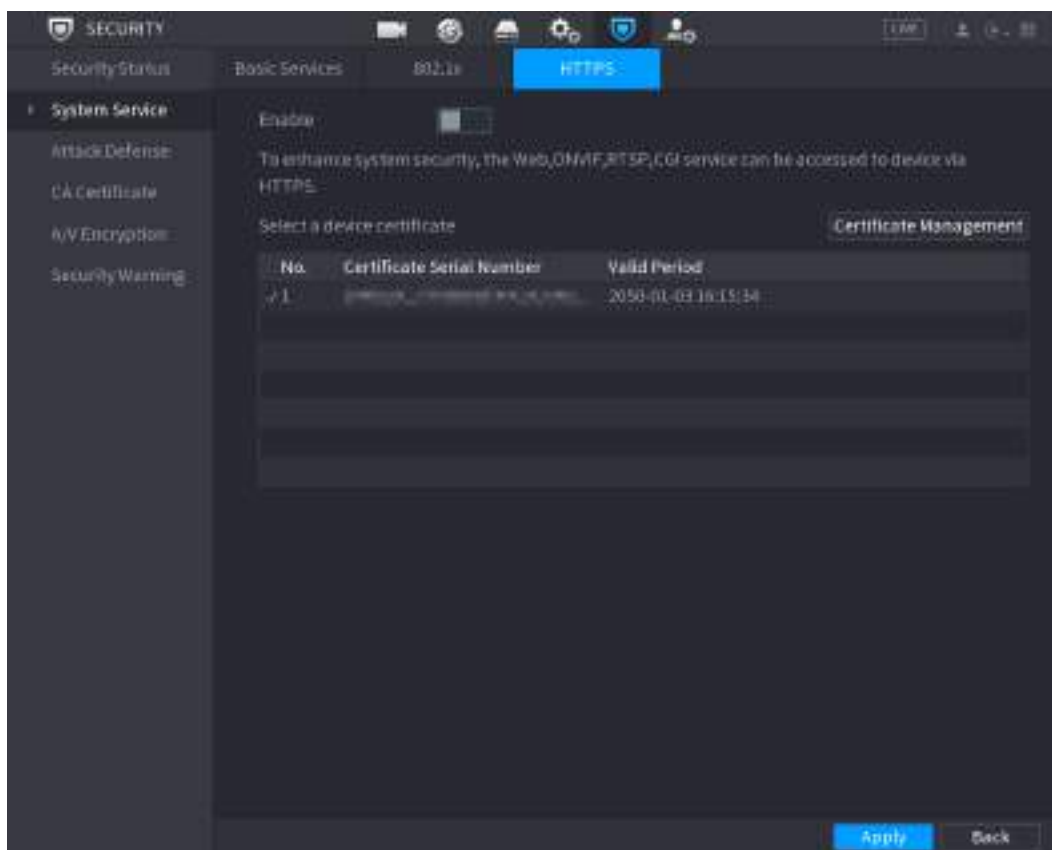 SECURITY
LIVE
Security Status
Basic Services 802.1x HTTPS
System Service
Enable
Attack Defense
To enhance system security, the Web,ONVIF,RTSP,CGI service can be accessed to device via
HTTPS.
CA Certificate
Select a device certificate Certificate Management
A/V Encryption
No. Certificate Serial Number Valid Period
Security Warning
1 2050-01-03 16:15:34
Apply Back